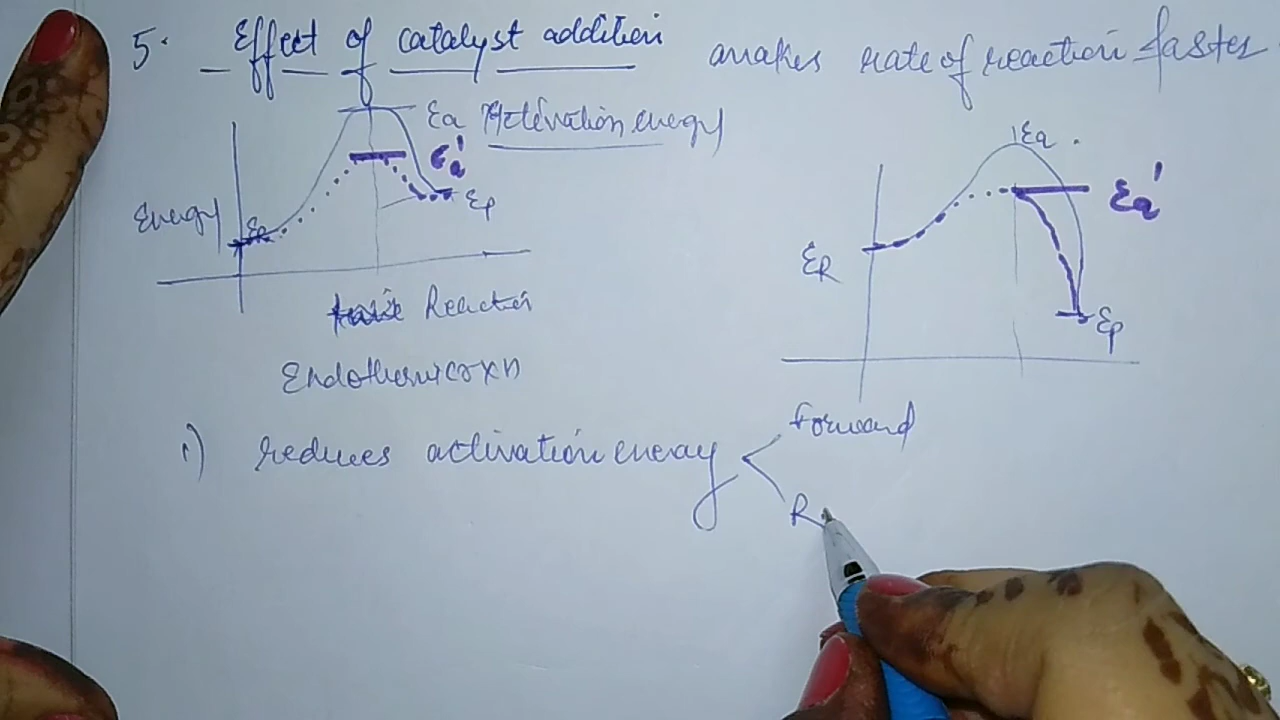 5. Effect of catalyst addition makes rate of reaction faster
Ea Activation energy
Ea'
Ep
Energy
ER
Reaction
Endothermic rxn
Ea
Ea'
ER
Ep
1) reduces activation energy < Forward
R